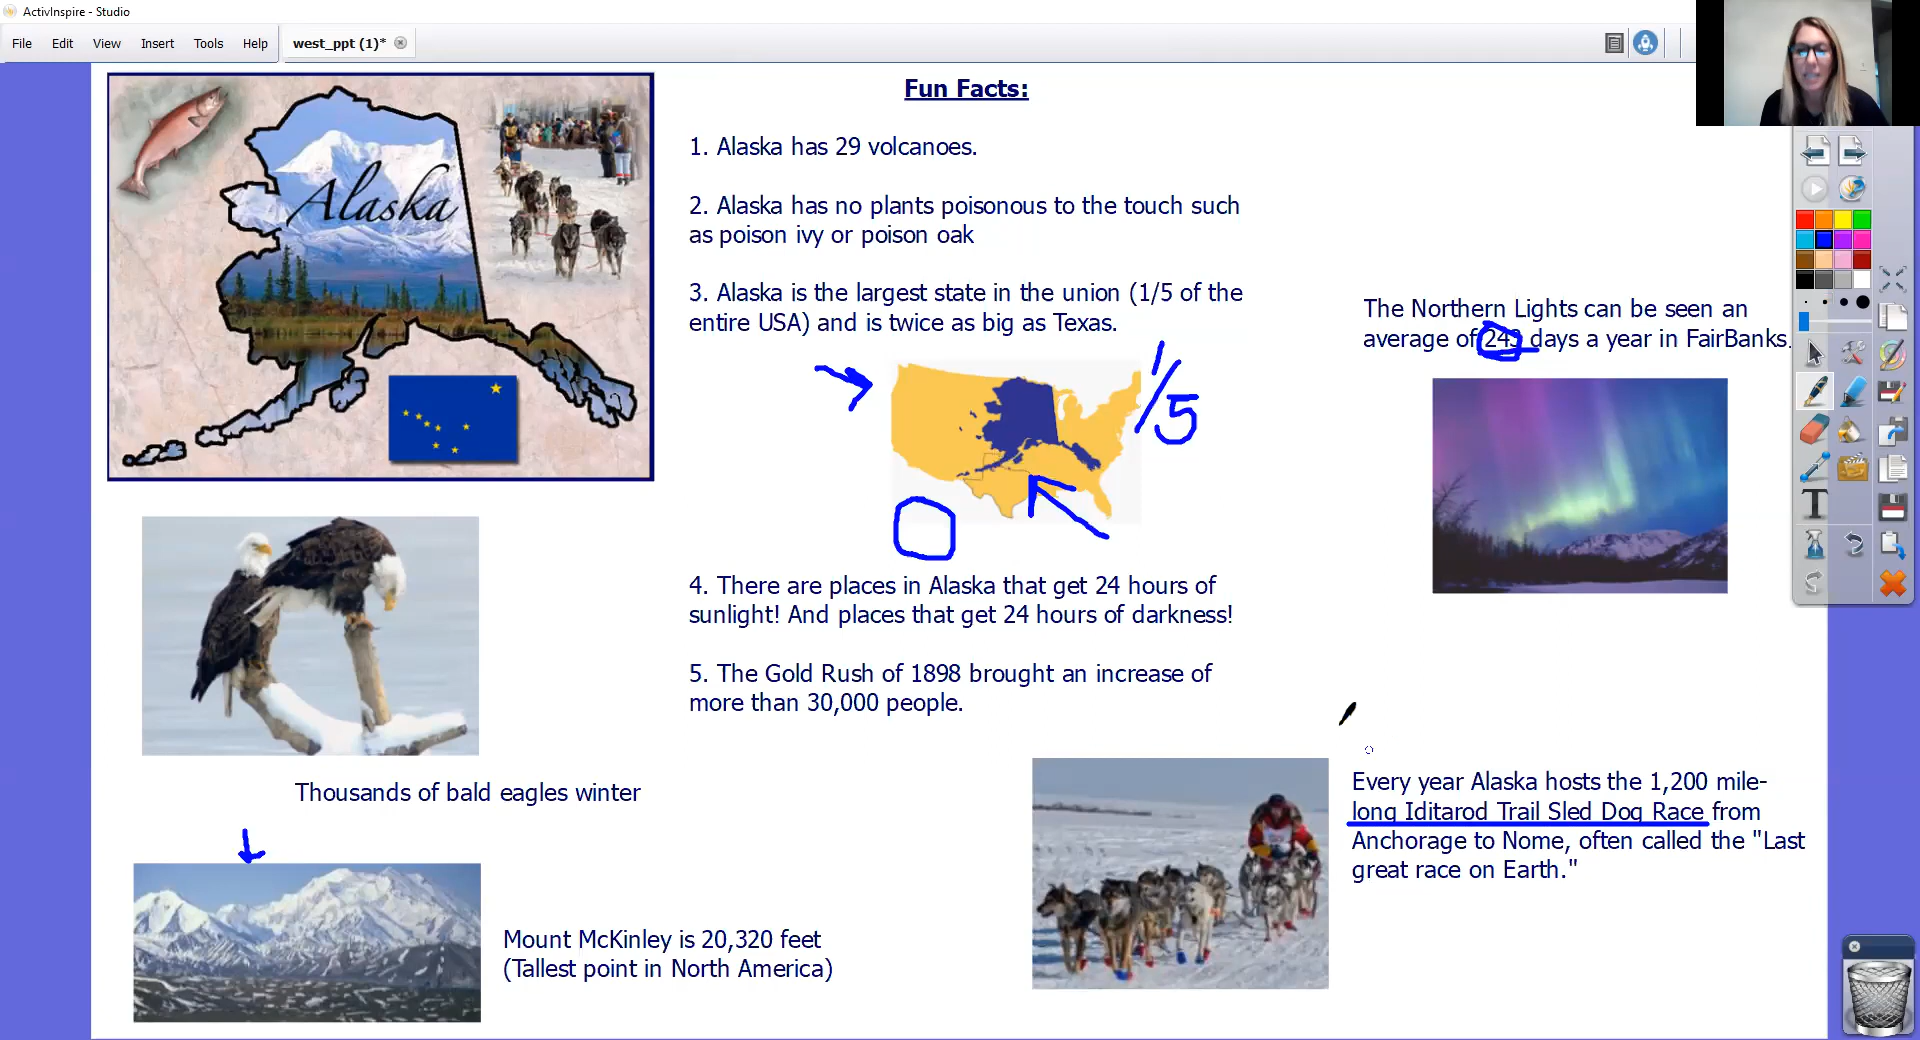 ActivInspire - Studio
File Edit View Insert Tools Help west_ppt (1)*
Fun Facts:
Alaska
1. Alaska has 29 volcanoes.
2. Alaska has no plants poisonous to the touch such
as poison ivy or poison oak
3. Alaska is the largest state in the union (1/5 of the
entire USA) and is twice as big as Texas.
1/5
The Northern Lights can be seen an
average of 243 days a year in FairBanks.
4. There are places in Alaska that get 24 hours of
sunlight! And places that get 24 hours of darkness!
5. The Gold Rush of 1898 brought an increase of
more than 30,000 people.
Thousands of bald eagles winter
Mount McKinley is 20,320 feet
(Tallest point in North America)
Every year Alaska hosts the 1,200 mile-
long Iditarod Trail Sled Dog Race from
Anchorage to Nome, often called the "Last
great race on Earth."
T